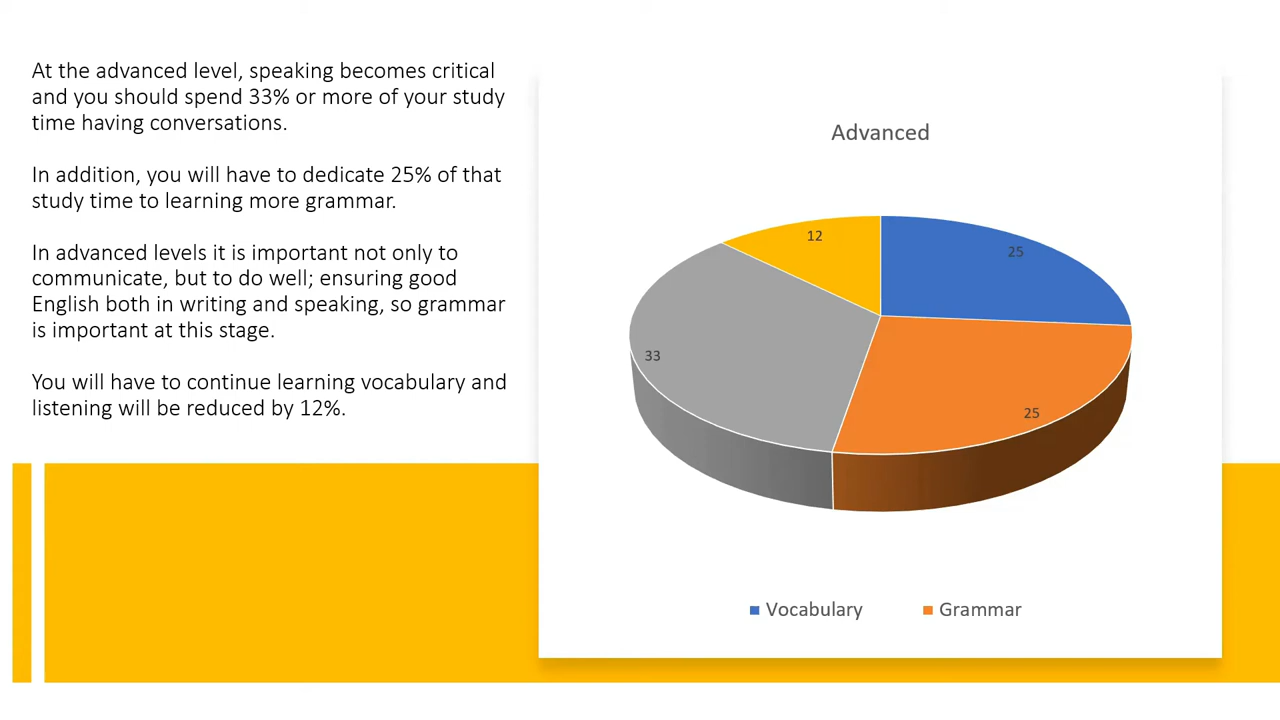 At the advanced level, speaking becomes critical
and you should spend 33% or more of your study
time having conversations.
In addition, you will have to dedicate 25% of that
study time to learning more grammar.
In advanced levels it is important not only to
communicate, but to do well; ensuring good
English both in writing and speaking, so grammar
is important at this stage.
You will have to continue learning vocabulary and
listening will be reduced by 12%.
Advanced
12
25
33
25
Vocabulary
Grammar